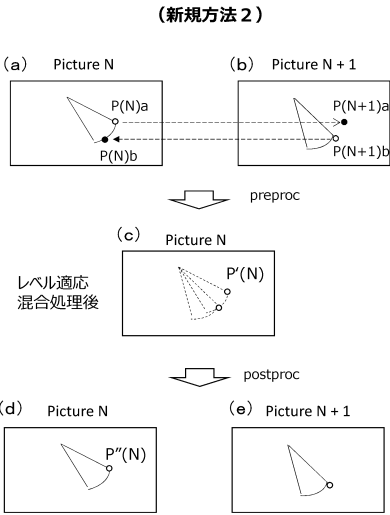 （新規方法２）
（a） Picture N
（b） Picture N + 1
P(N)a
P(N+1)a
P(N)b
P(N+1)b
preproc
（c） Picture N
レベル適応
混合処理後
P‘(N)
postproc
（d） Picture N
（e） Picture N + 1
P”(N)